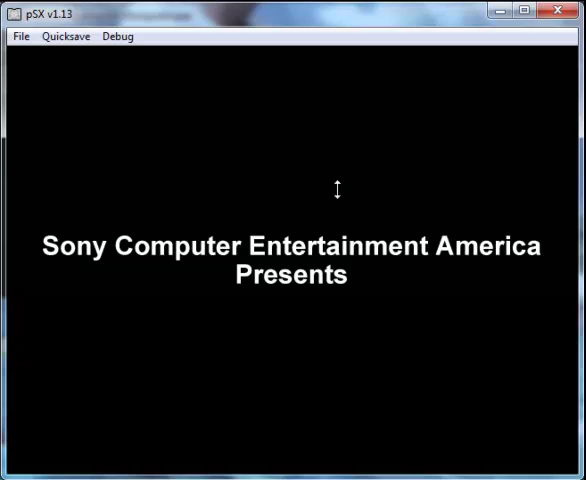 pSX v1.13
File Quicksave Debug
Sony Computer Entertainment America
Presents